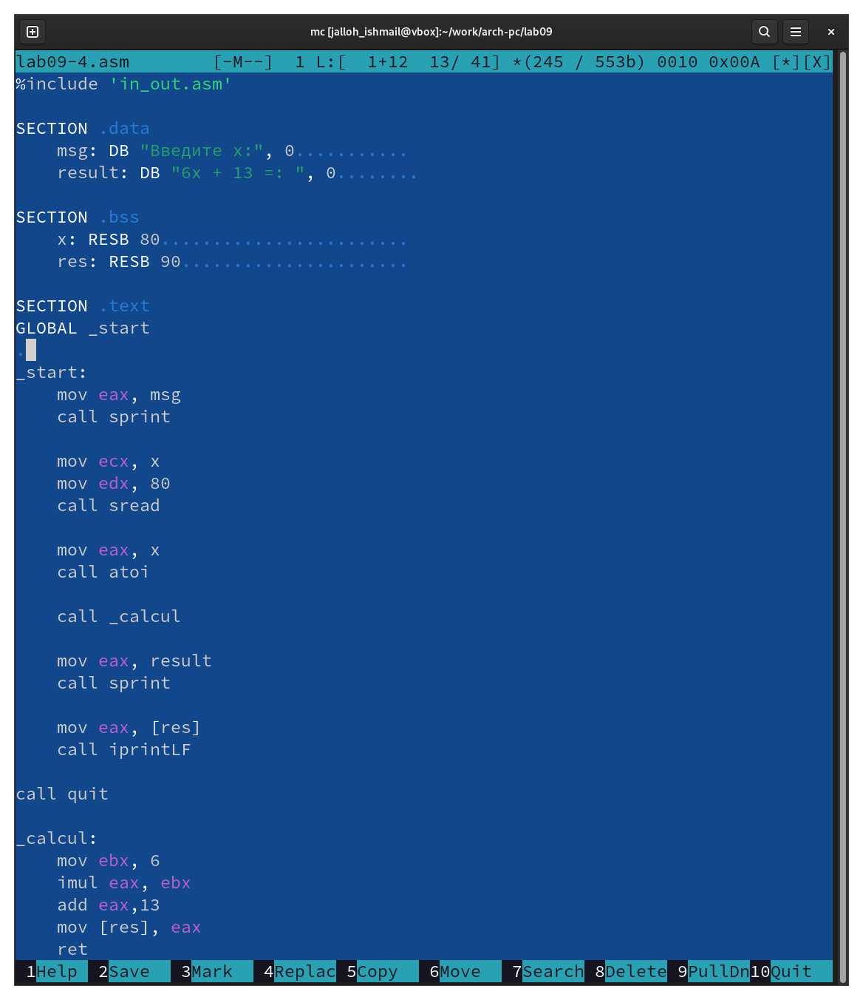 mc [jalloh_ishmail@vbox]:~/work/arch-pc/lab09
lab09-4.asm [-M--] 1 L:[ 1+12 13/ 41] *(245 / 553b) 0010 0x00A [*][X]
%include 'in_out.asm'
SECTION .data
msg: DB "Введите x:", 0...........
result: DB "6x + 13 =: ", 0........
SECTION .bss
x: RESB 80........................
res: RESB 90......................
SECTION .text
GLOBAL _start
.
_start:
mov eax, msg
call sprint
mov ecx, x
mov edx, 80
call sread
mov eax, x
call atoi
call _calcul
mov eax, result
call sprint
mov eax, [res]
call iprintLF
call quit
_calcul:
mov ebx, 6
imul eax, ebx
add eax,13
mov [res], eax
ret
1Help 2Save 3Mark 4Replac 5Copy 6Move 7Search 8Delete 9PullDn 10Quit